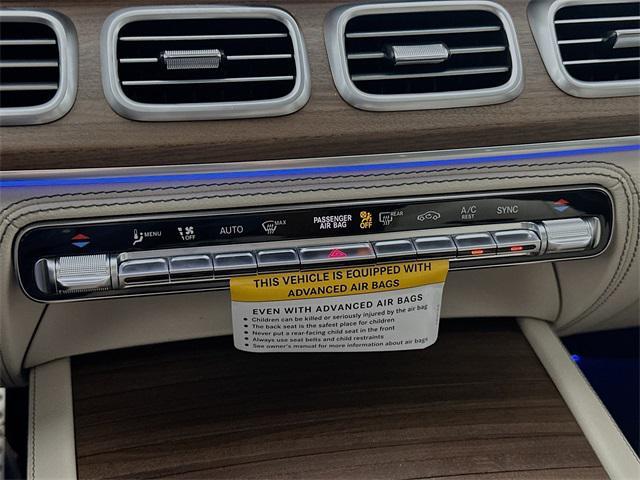 MENU OFF AUTO MAX PASSENGER AIR BAG OFF REAR A/C REST SYNC
THIS VEHICLE IS EQUIPPED WITH
ADVANCED AIR BAGS
EVEN WITH ADVANCED AIR BAGS
• Children can be killed or seriously injured by the air bag
• The back seat is the safest place for children
• Never put a rear-facing child seat in the front
• Always use seat belts and child restraints
• See owner's manual for more information about air bags